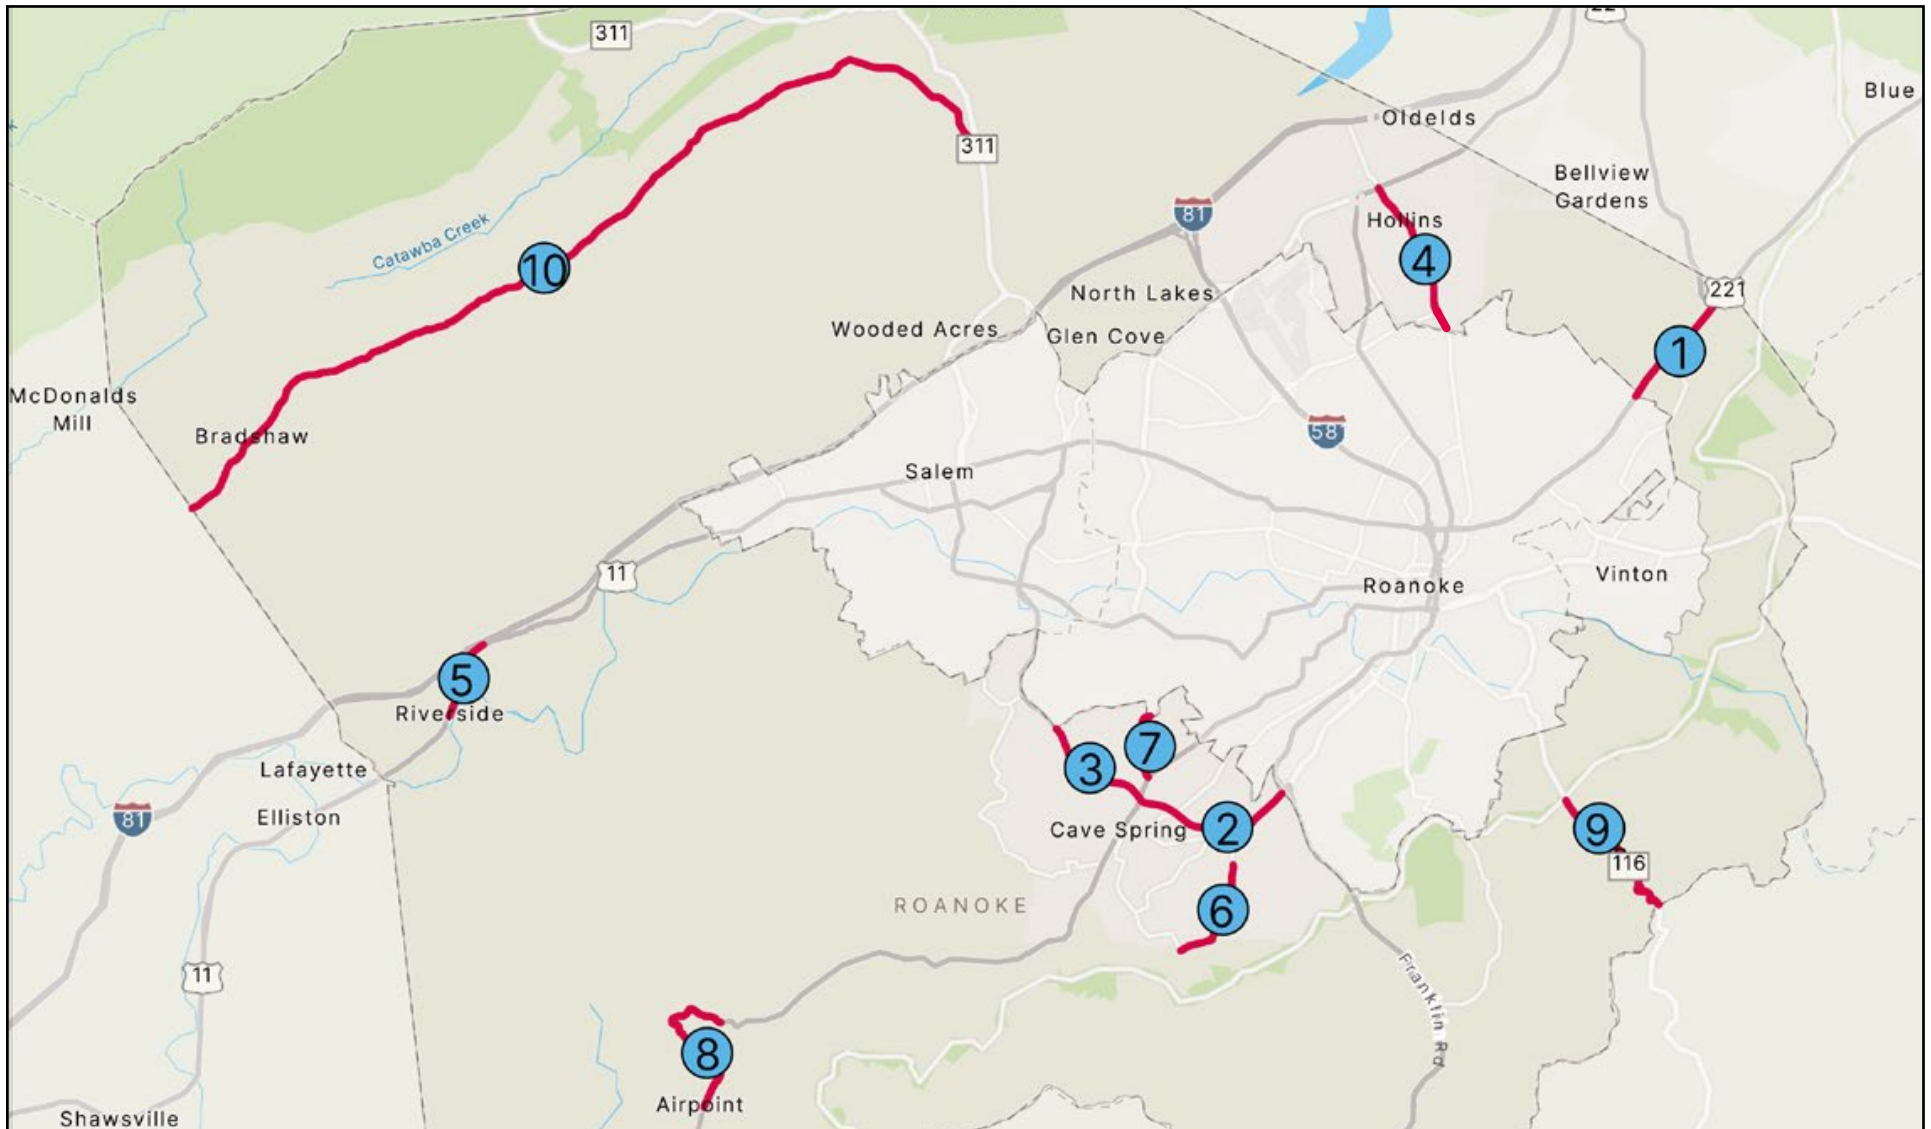 311
22
Blue
Oldelds
311
Bellview
Gardens
81
Hollins
4
Catawba Creek
10
North Lakes
221
Wooded Acres
Glen Cove
1
McDonalds
Mill
Bradshaw
58
Salem
11
Roanoke
Vinton
5
Riverside
7
3
Lafayette
81
Elliston
Cave Spring
2
9
116
ROANOKE
6
11
Franklin Rd
8
Airpoint
Shawsville